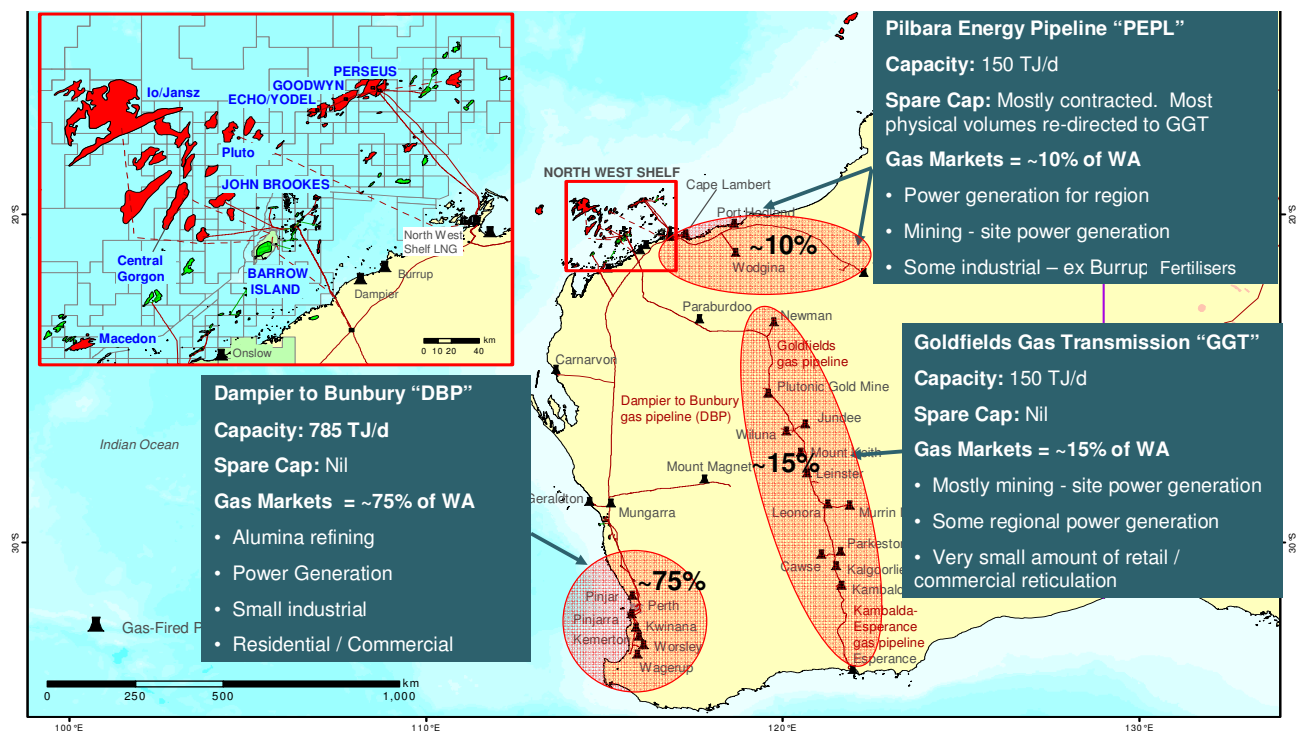 Pilbara Energy Pipeline “PEPL”
Capacity: 150 TJ/d
Spare Cap: Mostly contracted. Most
physical volumes re-directed to GGT
Gas Markets = ~10% of WA
• Power generation for region
• Mining - site power generation
• Some industrial – ex Burrup Fertilisers
PERSEUS
GOODWYN
ECHO/YODEL
Io/Jansz
Pluto
JOHN BROOKES
North West
Shelf LNG
Central
Gorgon
BARROW
ISLAND
Burrup
Dampier
Macedon
Onslow
km
0 10 20 40
NORTH WEST SHELF
Cape Lambert
Port Hedland
~10%
Wodgina
Paraburdoo
Newman
Goldfields
gas pipeline
Carnarvon
Plutonic Gold Mine
Dampier to Bunbury
gas pipeline (DBP)
Jundee
Wiluna
Mount Keith
~15%
Leinster
Mount Magnet
Geraldton
Mungarra
Leonora
Murrin
Parkeston
Cawse
Kalgoorlie
Kambalda
Kambalda-
Esperance
gas pipeline
Esperance
~75%
Pinjar
Perth
Pinjarra
Kwinana
Kemerton
Worsley
Wagerup
Goldfields Gas Transmission “GGT”
Capacity: 150 TJ/d
Spare Cap: Nil
Gas Markets = ~15% of WA
• Mostly mining - site power generation
• Some regional power generation
• Very small amount of retail /
commercial reticulation
Dampier to Bunbury “DBP”
Capacity: 785 TJ/d
Spare Cap: Nil
Gas Markets = ~75% of WA
• Alumina refining
• Power Generation
• Small industrial
• Residential / Commercial
Indian Ocean
Gas-Fired P
km
0 250 500 1,000
100°E 110°E 120°E 130°E
20°S
30°S